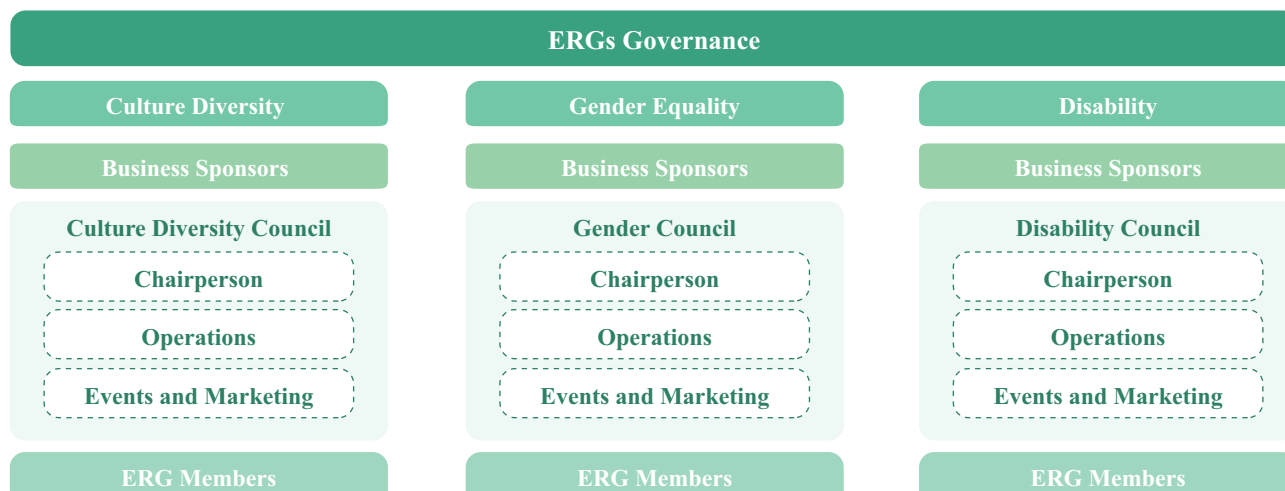 ERGs Governance
Culture Diversity
Business Sponsors
Culture Diversity Council
Chairperson
Operations
Events and Marketing
ERG Members
Gender Equality
Business Sponsors
Gender Council
Chairperson
Operations
Events and Marketing
ERG Members
Disability
Business Sponsors
Disability Council
Chairperson
Operations
Events and Marketing
ERG Members